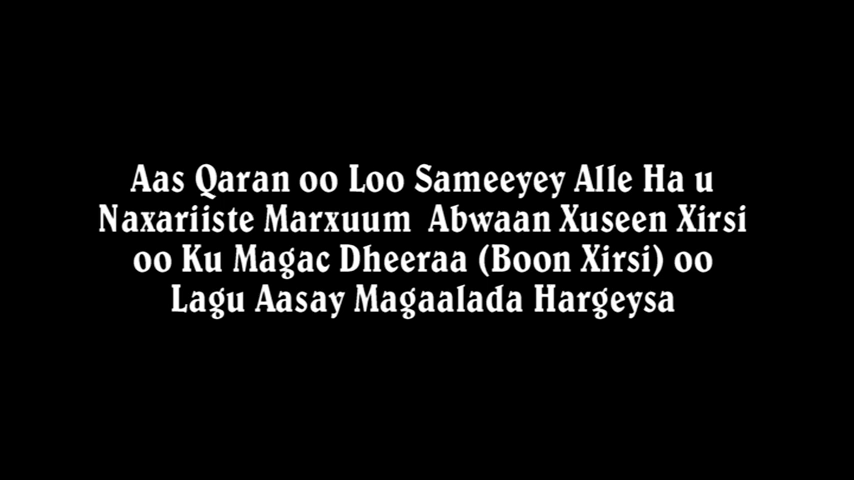 Aas Qaran oo Loo Sameeyey Alle Ha u
Naxariiste Marxuum Abwaan Xuseen Xirsi
oo Ku Magac Dheeraa (Boon Xirsi) oo
Lagu Aasay Magaalada Hargeysa